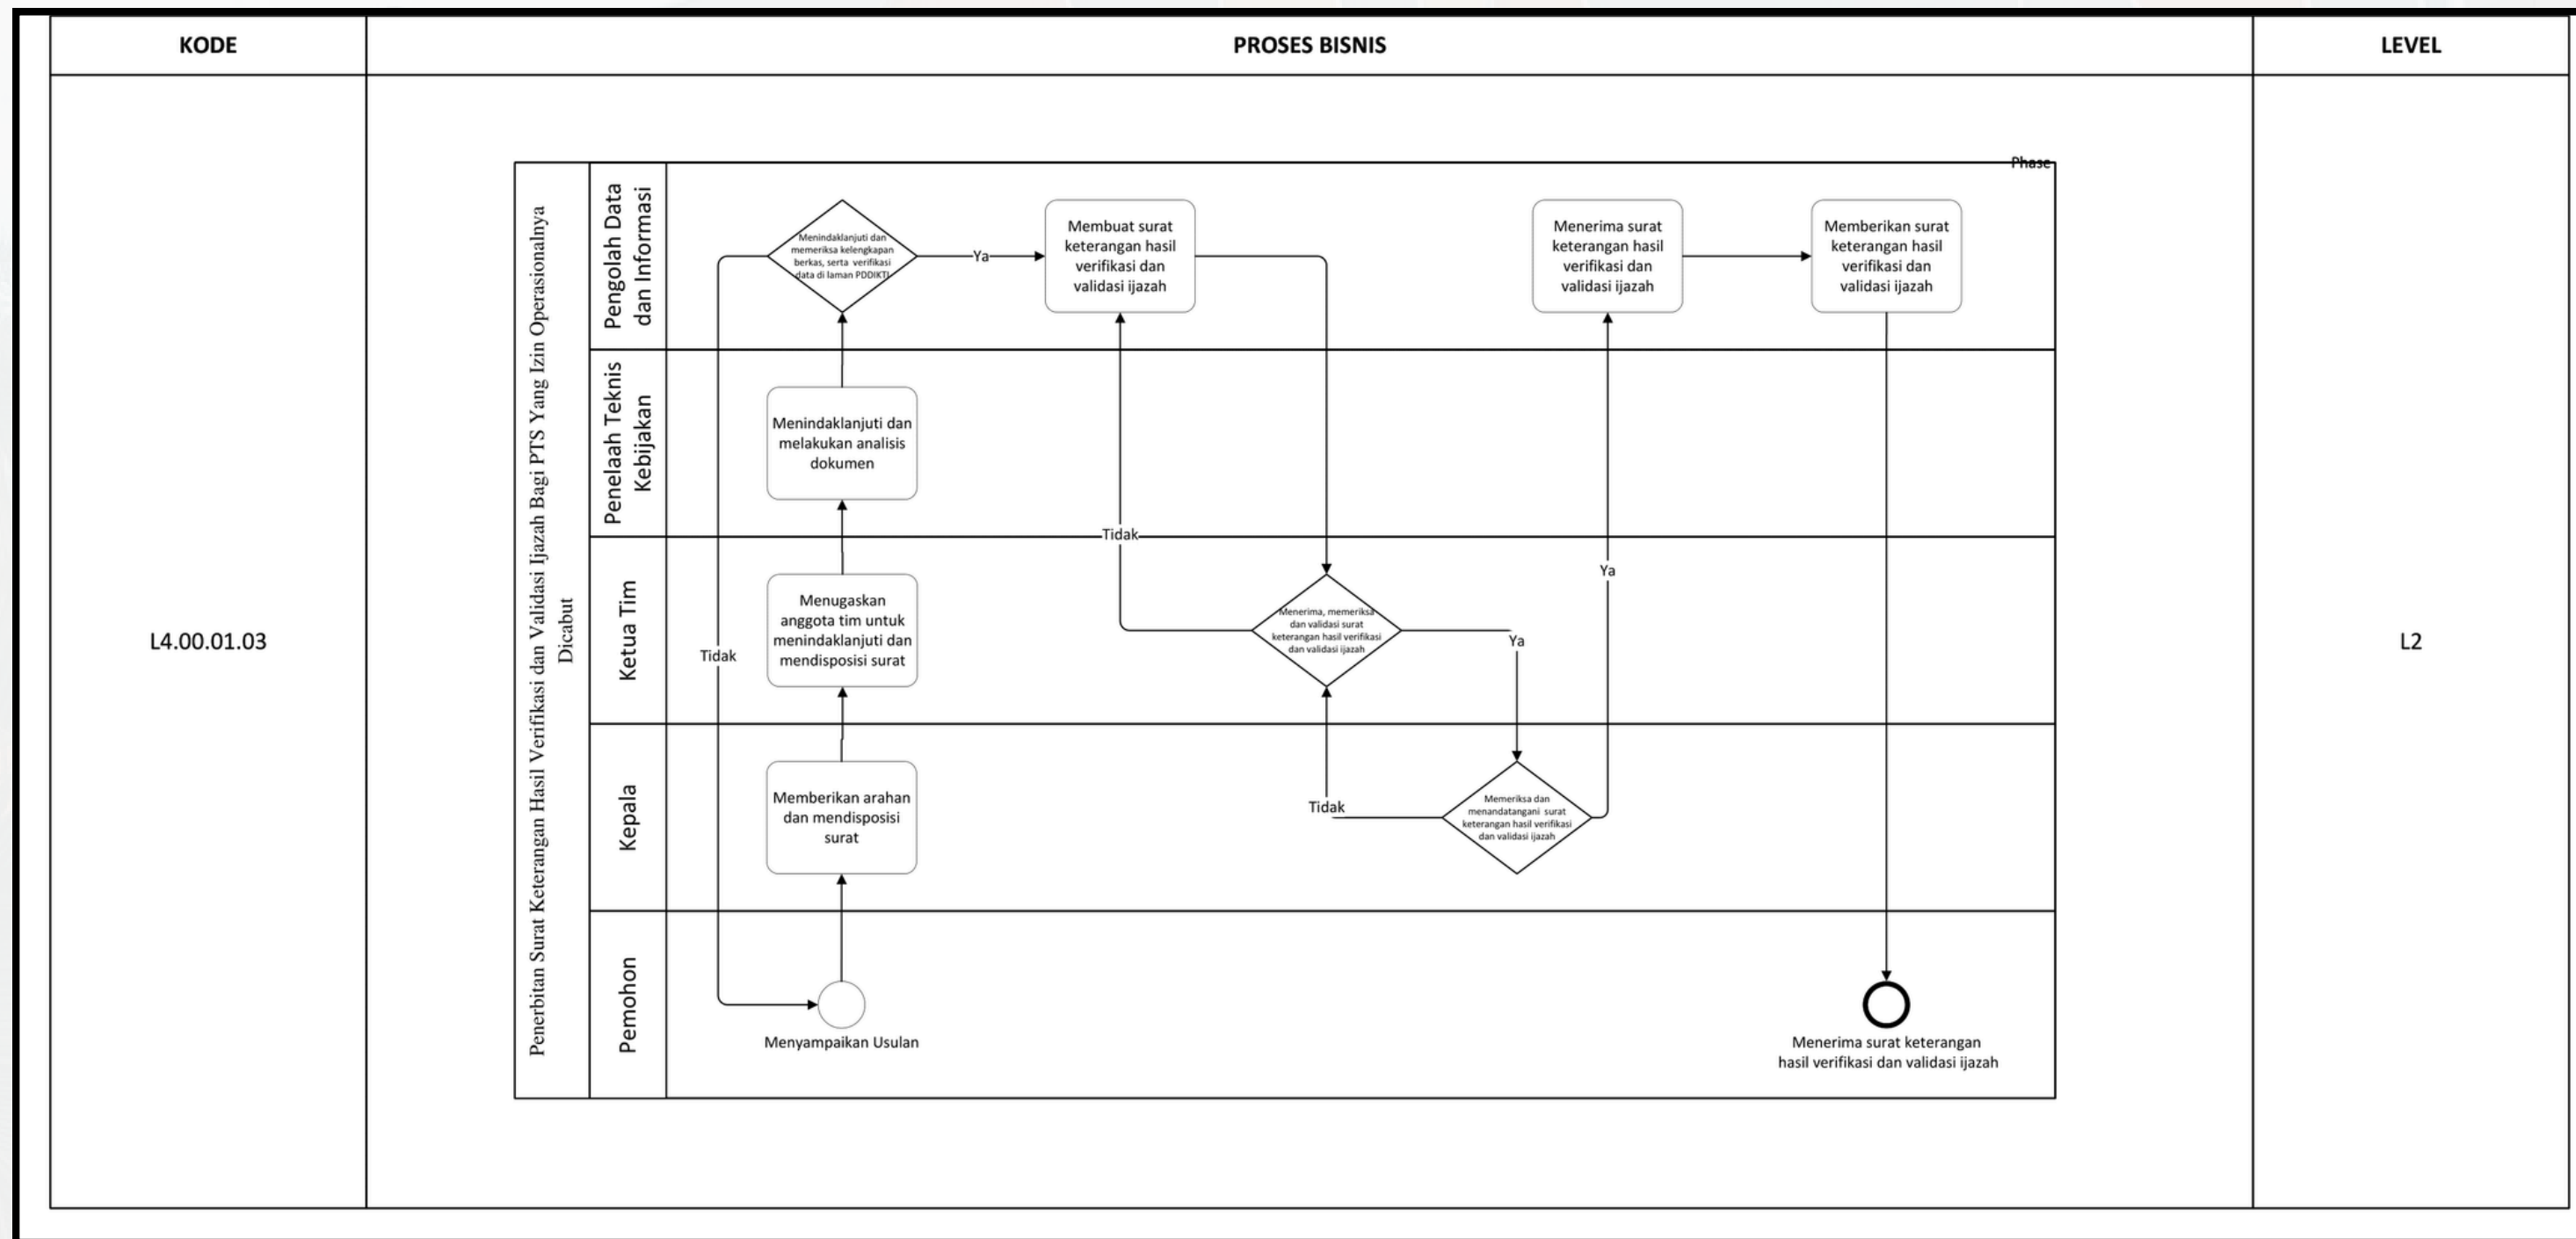 KODE
PROSES BISNIS
LEVEL
L4.00.01.03
L2
Penerbitan Surat Keterangan Hasil Verifikasi dan Validasi Ijazah Bagi PTS Yang Izin Operasionalnya
Dicabut
Phase
Pengolah Data
dan Informasi
Menindaklanjuti dan
memeriksa kelengkapan
berkas, serta verifikasi
data di laman PDDIKTI
Ya
Membuat surat
keterangan hasil
verifikasi dan
validasi ijazah
Menerima surat
keterangan hasil
verifikasi dan
validasi ijazah
Memberikan surat
keterangan hasil
verifikasi dan
validasi ijazah
Penelaah Teknis
Kebijakan
Menindaklanjuti dan
melakukan analisis
dokumen
Tidak
Ketua Tim
Tidak
Menugaskan
anggota tim untuk
menindaklanjuti dan
mendisposisi surat
Menerima, memeriksa
dan validasi surat
keterangan hasil verifikasi
dan validasi ijazah
Ya
Ya
Kepala
Memberikan arahan
dan mendisposisi
surat
Tidak
Memeriksa dan
menandatangani surat
keterangan hasil verifikasi
dan validasi ijazah
Pemohon
Menyampaikan Usulan
Menerima surat keterangan
hasil verifikasi dan validasi ijazah